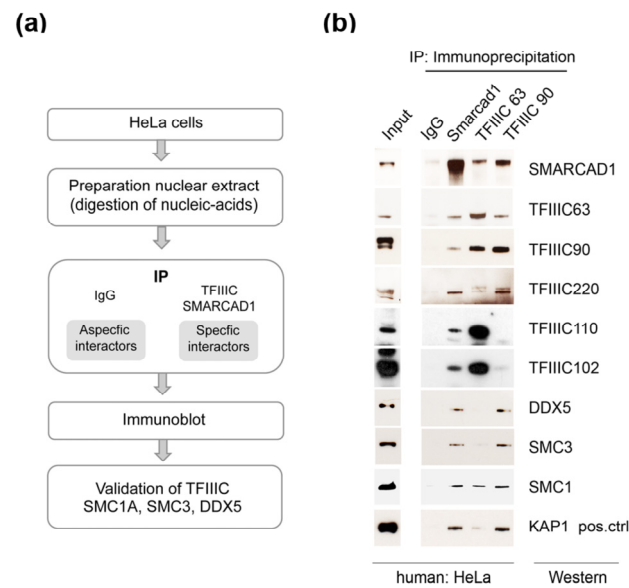 (a)
HeLa cells
Preparation nuclear extract
(digestion of nucleic-acids)
IP
IgG
TFIIIC
SMARCAD1
Aspecfic
interactors
Specfic
interactors
Immunoblot
Validation of TFIIIC
SMC1A, SMC3, DDX5
(b)
IP: Immunoprecipitation
Input
IgG
Smarcad1
TFIIIC 63
TFIIIC 90
SMARCAD1
TFIIIC63
TFIIIC90
TFIIIC220
TFIIIC110
TFIIIC102
DDX5
SMC3
SMC1
KAP1 pos.ctrl
human: HeLa
Western